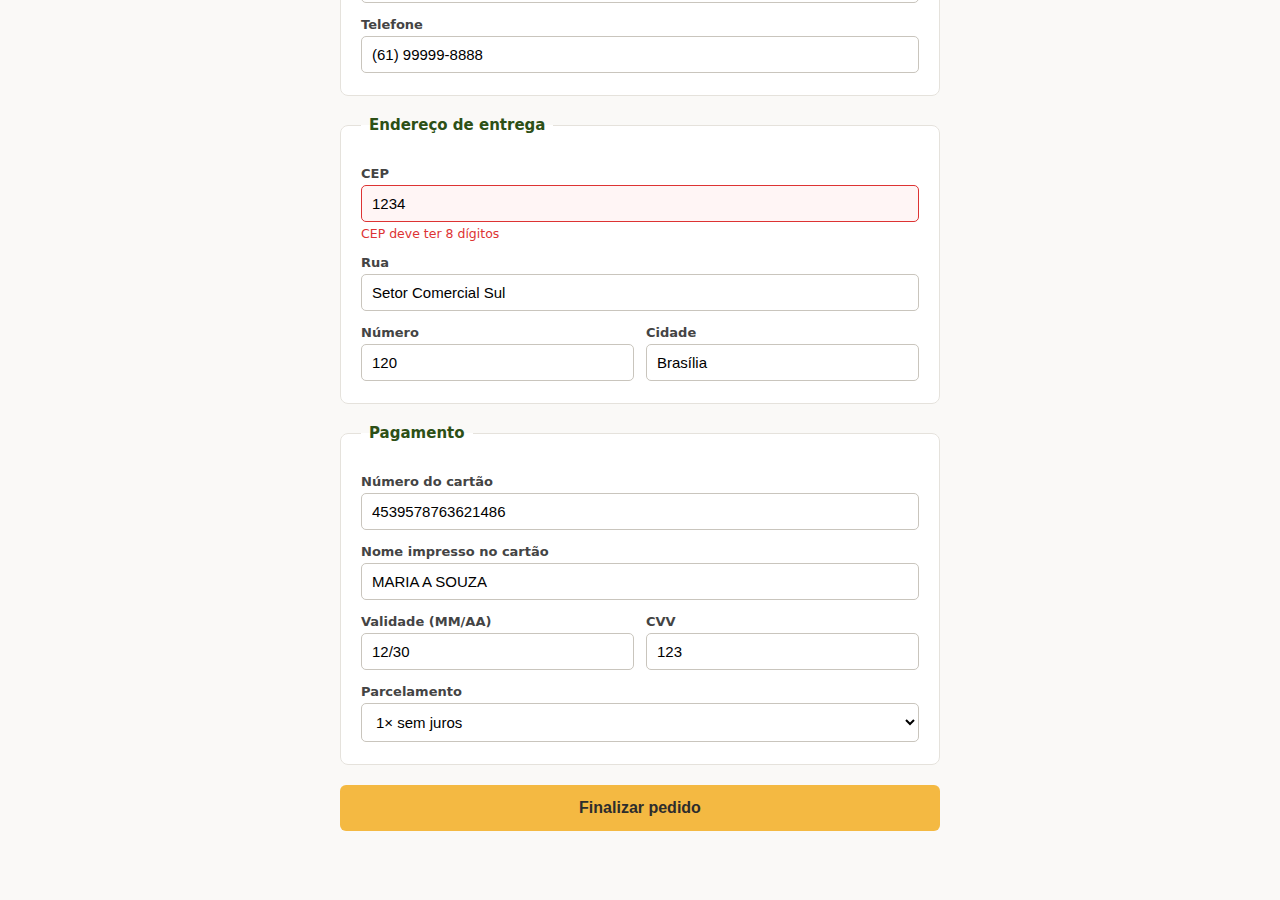 Telefone
(61) 99999-8888
Endereço de entrega
CEP
1234
CEP deve ter 8 dígitos
Rua
Setor Comercial Sul
Número Cidade
120 Brasília
Pagamento
Número do cartão
4539578763621486
Nome impresso no cartão
MARIA A SOUZA
Validade (MM/AA) CVV
12/30 123
Parcelamento
1× sem juros
Finalizar pedido